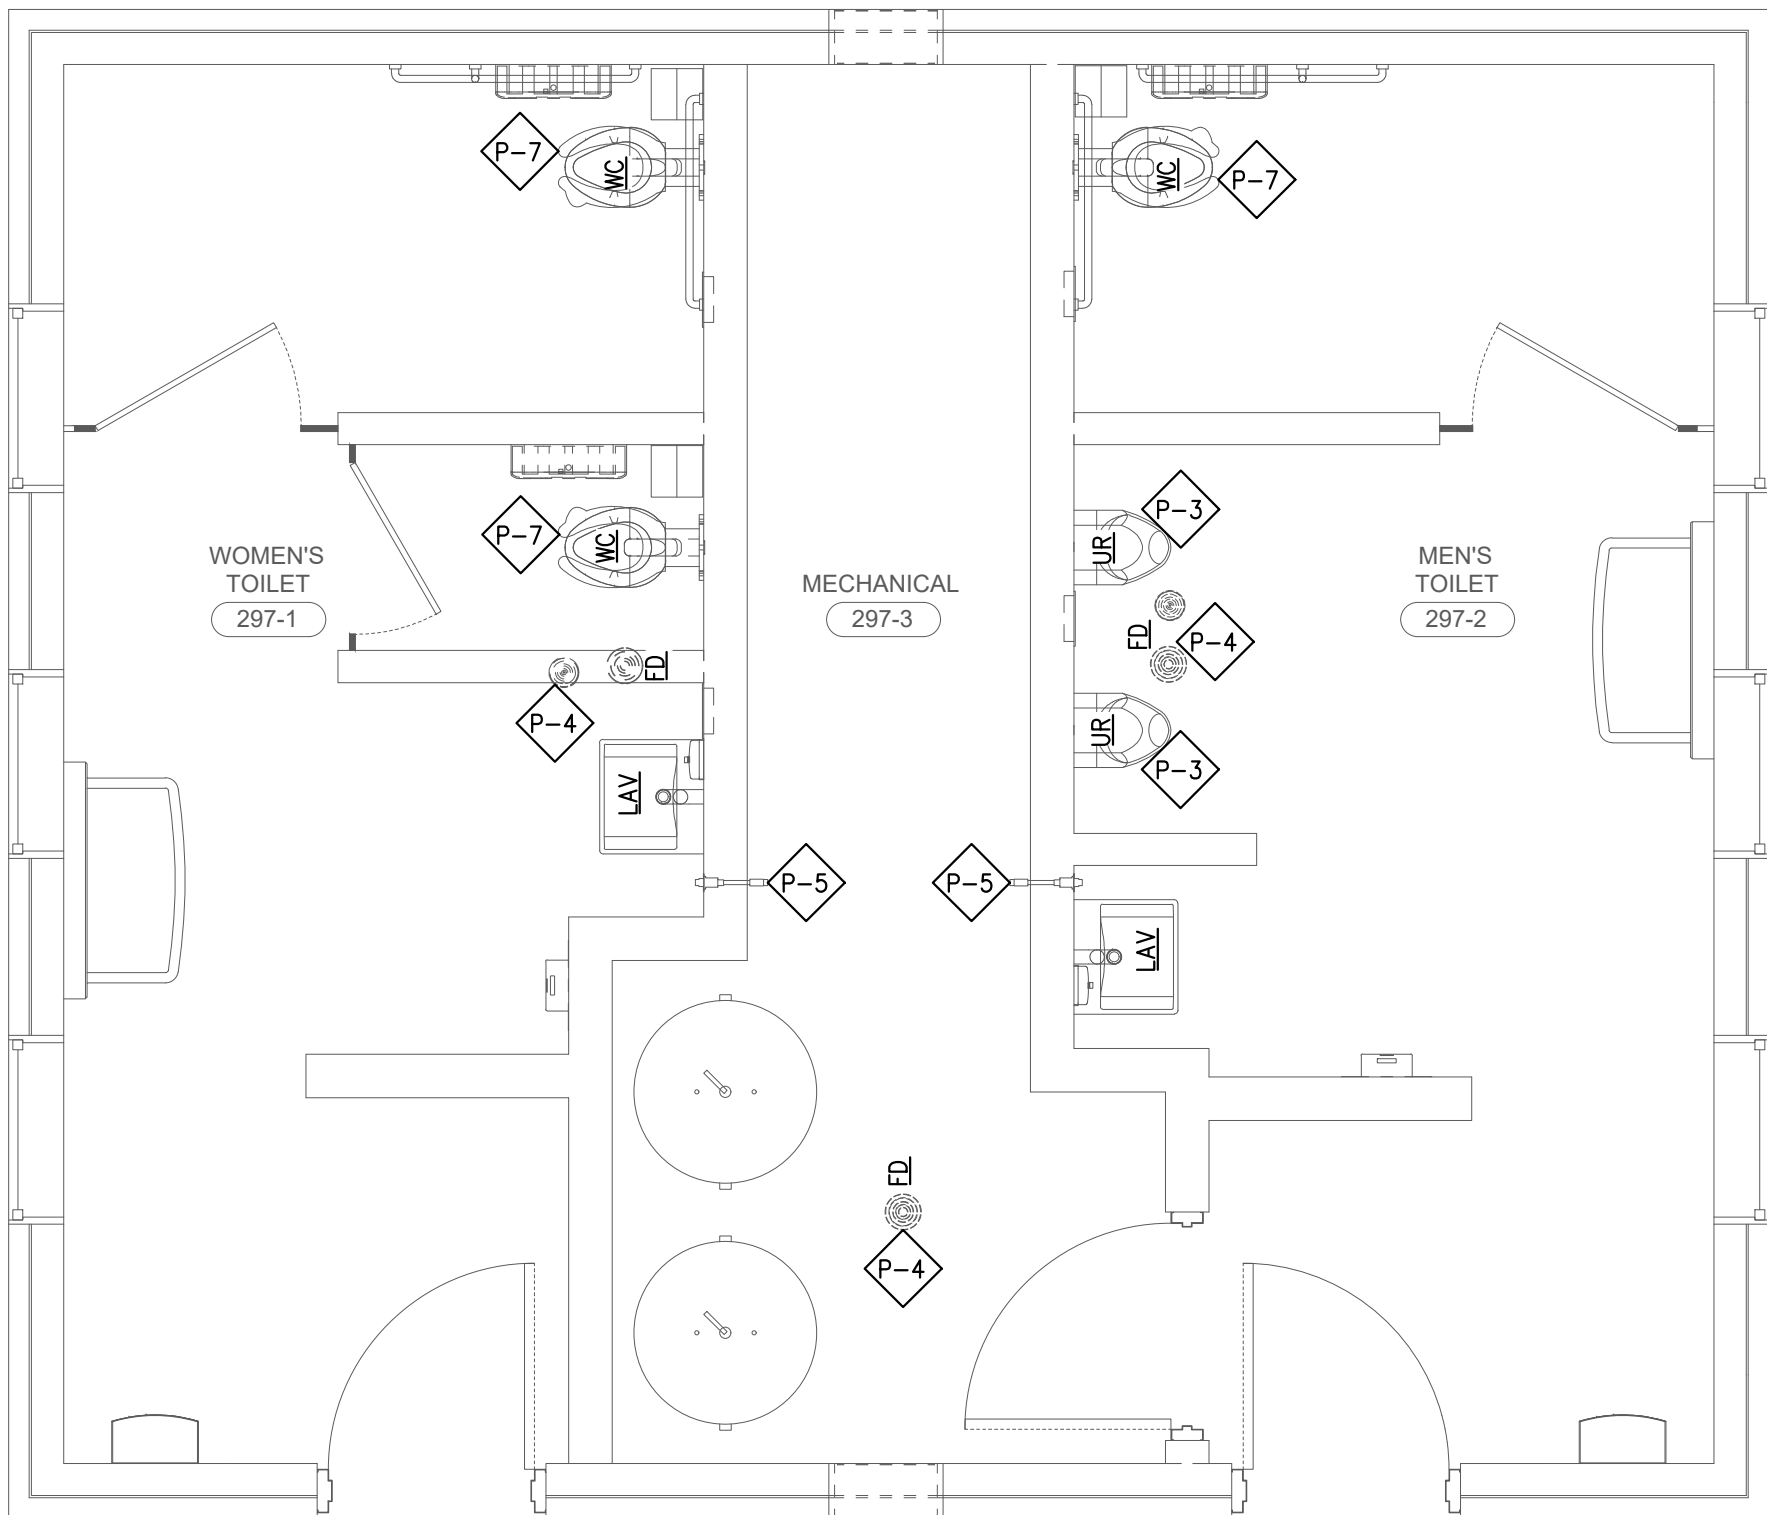 P-7
WC
WC
P-7
P-7
WC
P-3
UR
WOMEN'S
TOILET
297-1
MECHANICAL
297-3
MEN'S
TOILET
297-2
FD
P-4
FD
P-4
UR
P-3
LAV
P-5
P-5
LAV
FD
P-4